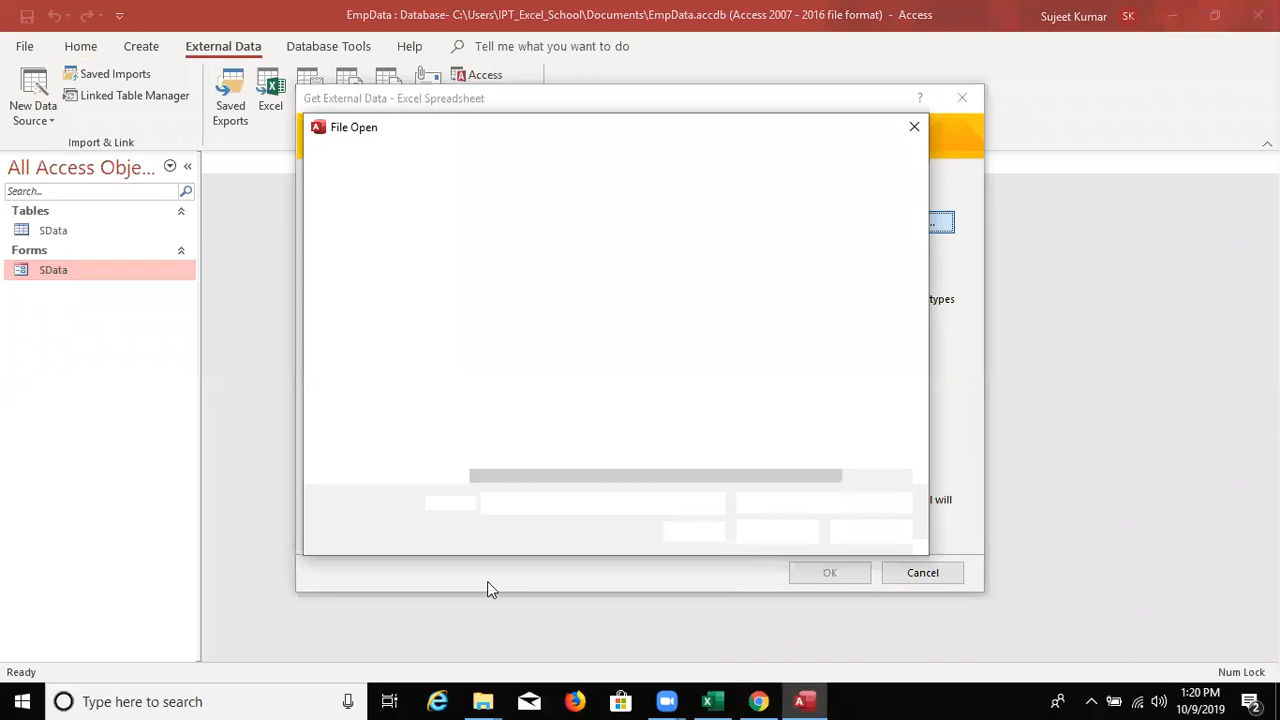 EmpData : Database- C:\Users\IPT_Excel_School\Documents\EmpData.accdb (Access 2007 - 2016 file format) - Access
Sujeet Kumar
SK
File
Home
Create
External Data
Database Tools
Help
Tell me what you want to do
New Data Source
Saved Imports
Linked Table Manager
Import & Link
Saved Exports
Excel
Access
Get External Data - Excel Spreadsheet
?
File Open
All Access Obje...
Search...
Tables
SData
Forms
SData
..
types
will
OK
Cancel
Ready
Num Lock
Type here to search
1:20 PM
10/9/2019
2